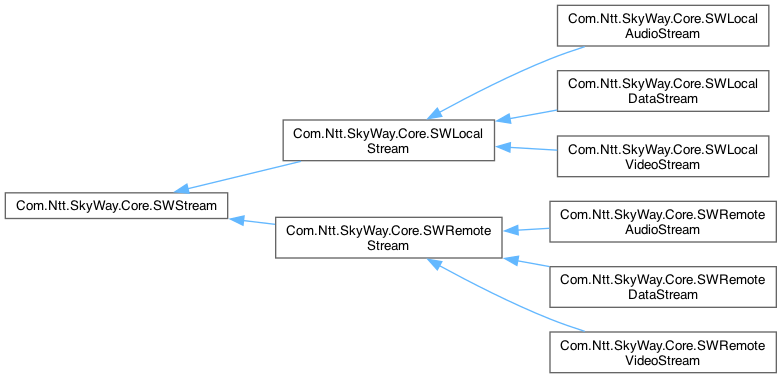 Com.Ntt.SkyWay.Core.SWStream
Com.Ntt.SkyWay.Core.SWLocal
Stream
Com.Ntt.SkyWay.Core.SWRemote
Stream
Com.Ntt.SkyWay.Core.SWLocal
AudioStream
Com.Ntt.SkyWay.Core.SWLocal
DataStream
Com.Ntt.SkyWay.Core.SWLocal
VideoStream
Com.Ntt.SkyWay.Core.SWRemote
AudioStream
Com.Ntt.SkyWay.Core.SWRemote
DataStream
Com.Ntt.SkyWay.Core.SWRemote
VideoStream